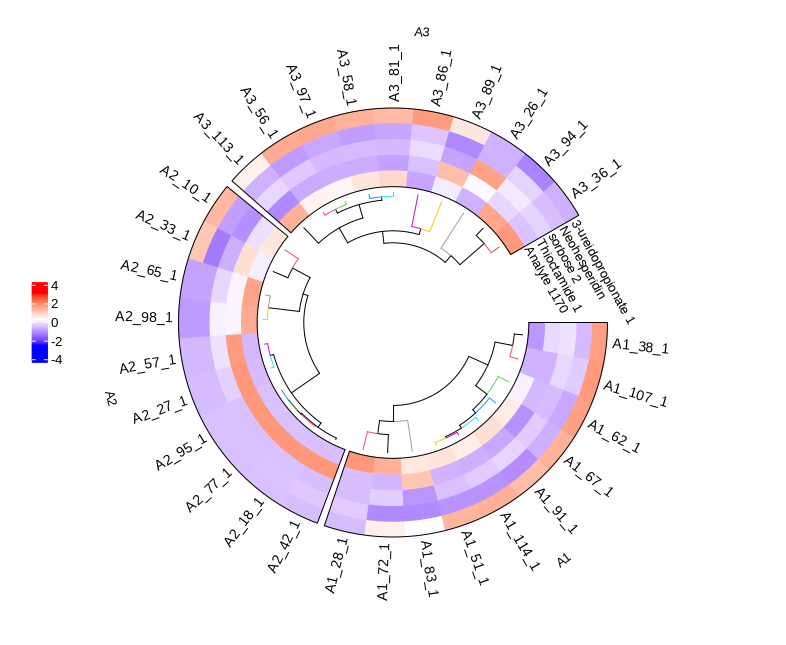 A3
A3_113_1
A3_56_1
A3_97_1
A3_58_1
A3_81_1
A3_86_1
A3_89_1
A3_26_1
A3_94_1
A3_36_1
3-ureidopropionate 1
Neohesperidin
sorbose 2
Thioctamide 1
Analyte 1170
4
2
0
-2
-4
A2
A2_10_1
A2_33_1
A2_65_1
A2_98_1
A2_57_1
A2_27_1
A2_95_1
A2_77_1
A2_18_1
A2_42_1
A1_38_1
A1_107_1
A1_62_1
A1_67_1
A1_91_1
A1_114_1
A1_51_1
A1_83_1
A1_72_1
A1_28_1
A1